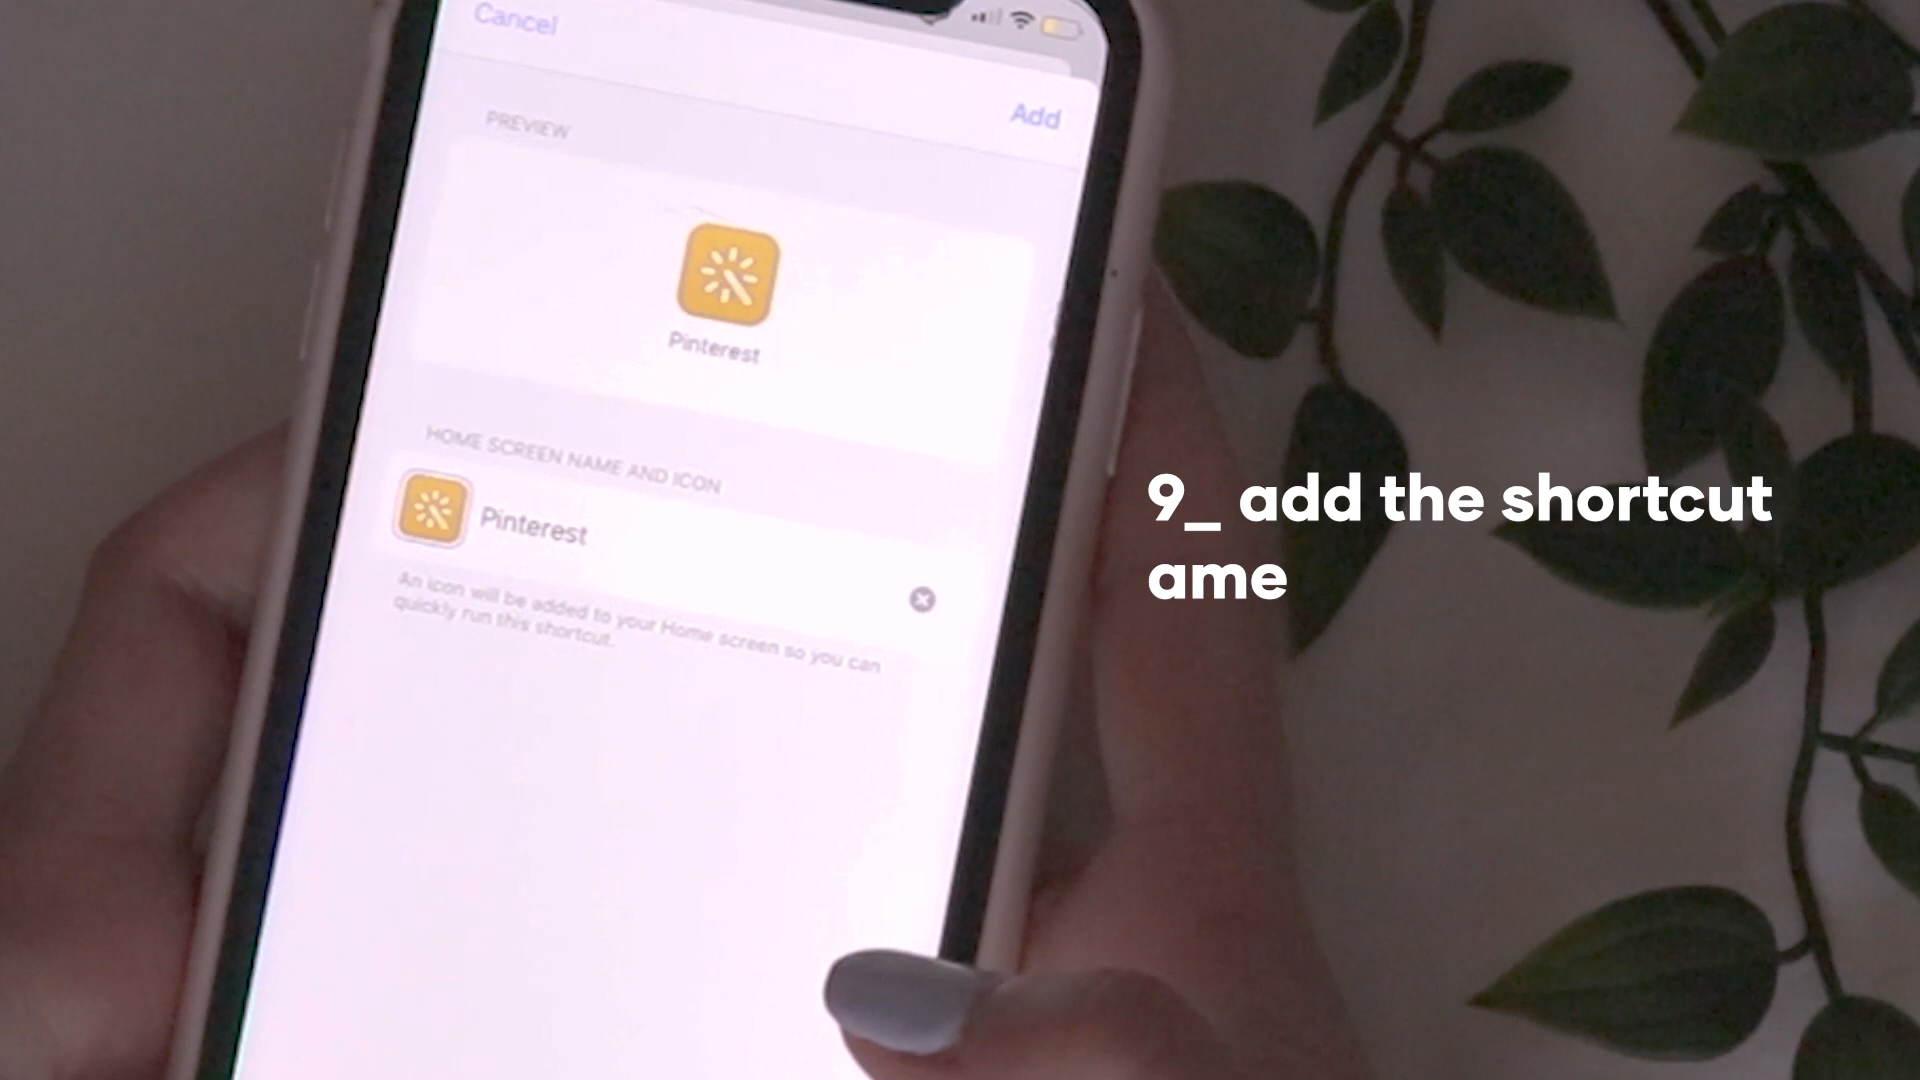 Cancel
Add
PREVIEW
Pinterest
HOME SCREEN NAME AND ICON
Pinterest
An icon will be added to your Home screen so you can
quickly run this shortcut.
9_ add the shortcut
ame